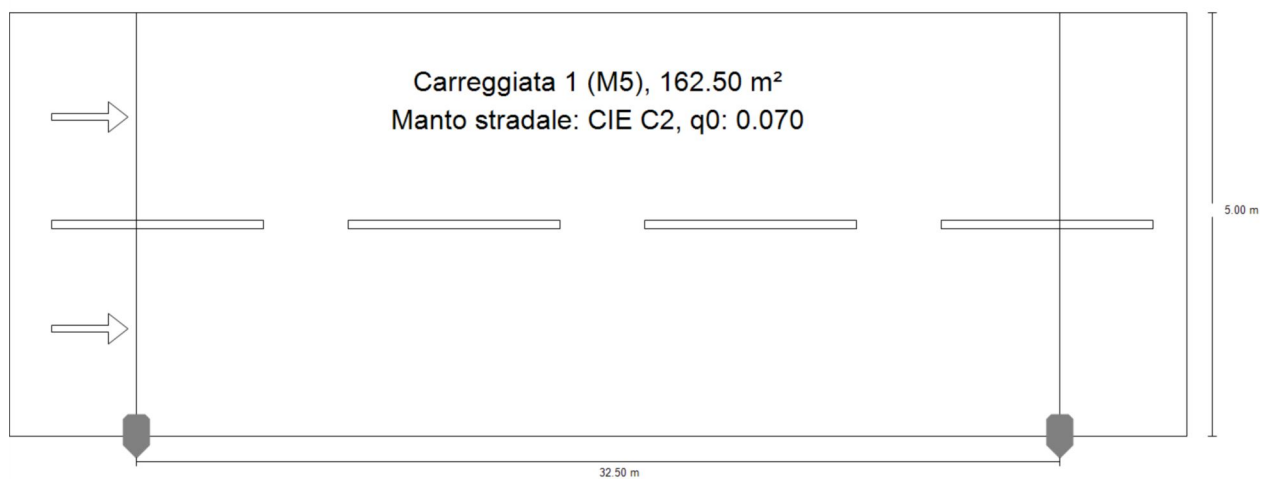 Carreggiata 1 (M5), 162.50 m²
Manto stradale: CIE C2, q0: 0.070
5.00 m
32.50 m